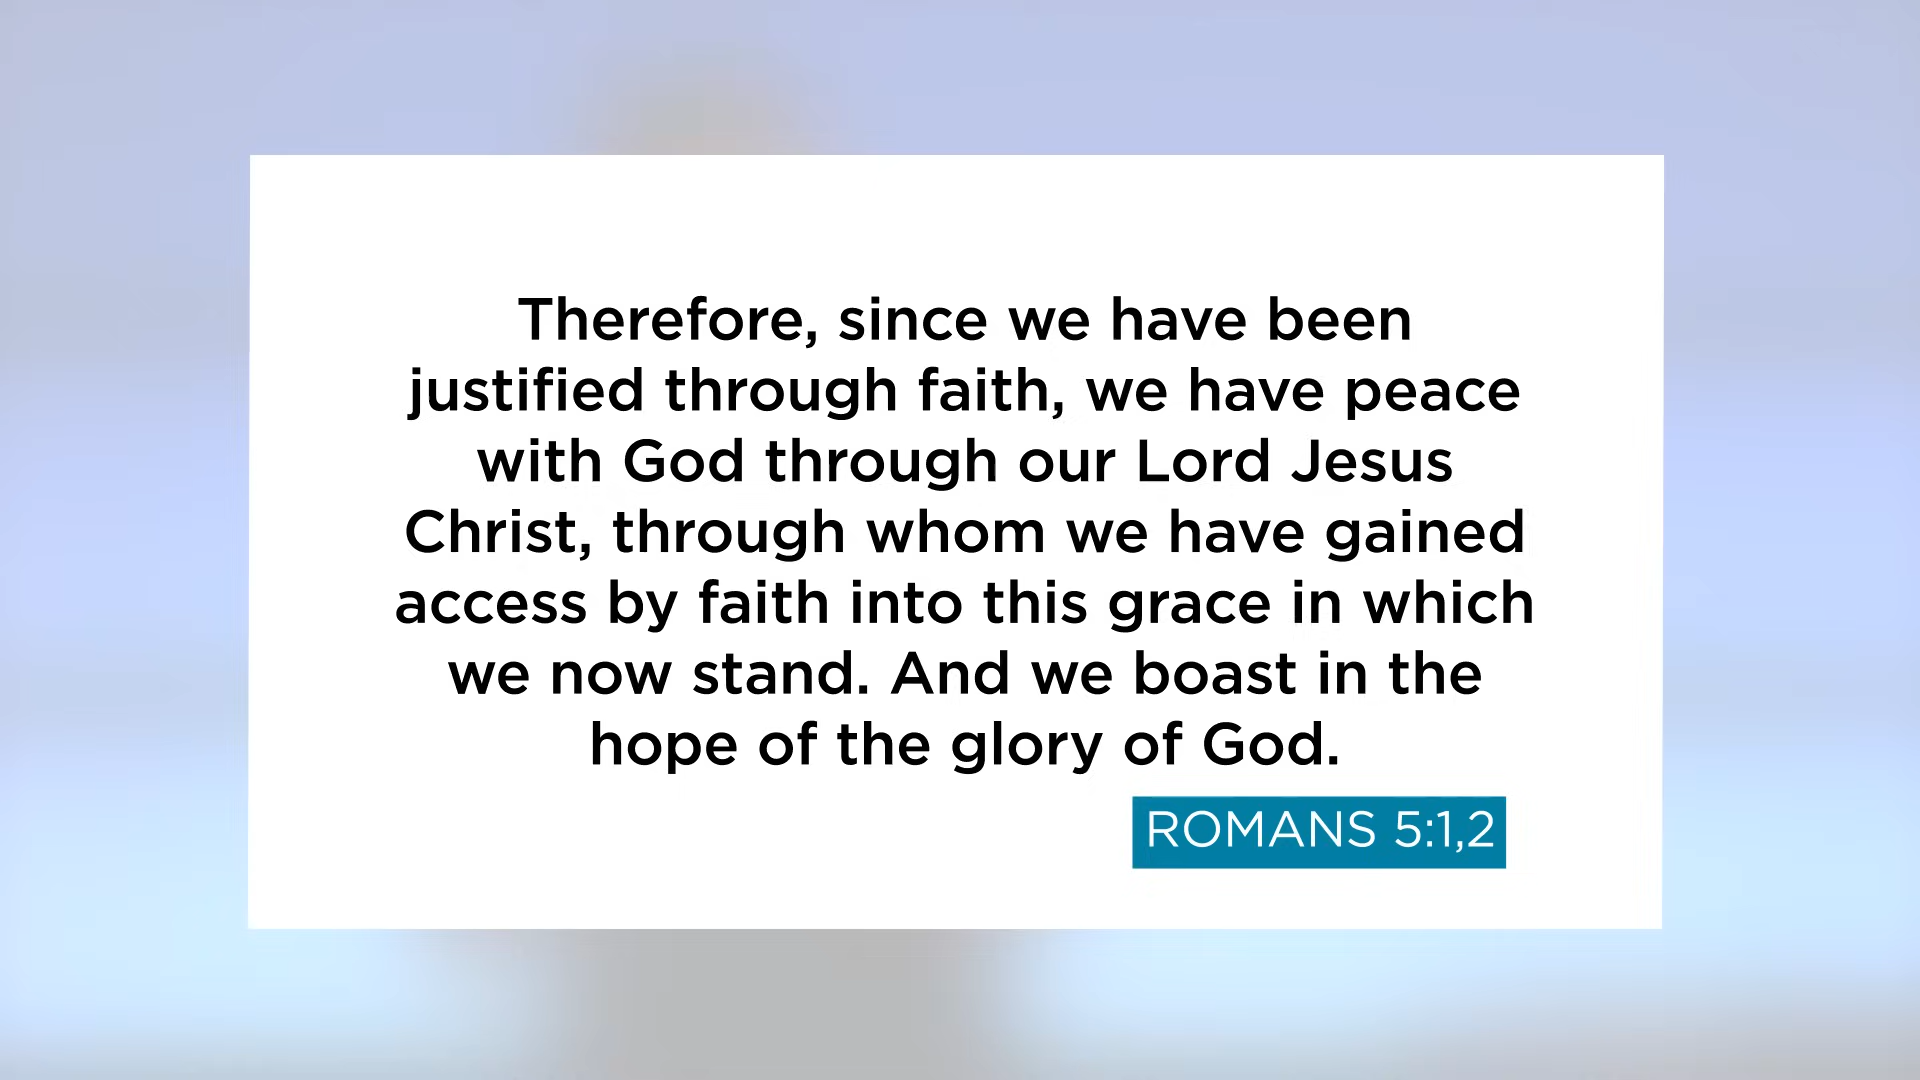 Therefore, since we have been
justified through faith, we have peace
with God through our Lord Jesus
Christ, through whom we have gained
access by faith into this grace in which
we now stand. And we boast in the
hope of the glory of God.
ROMANS 5:1,2